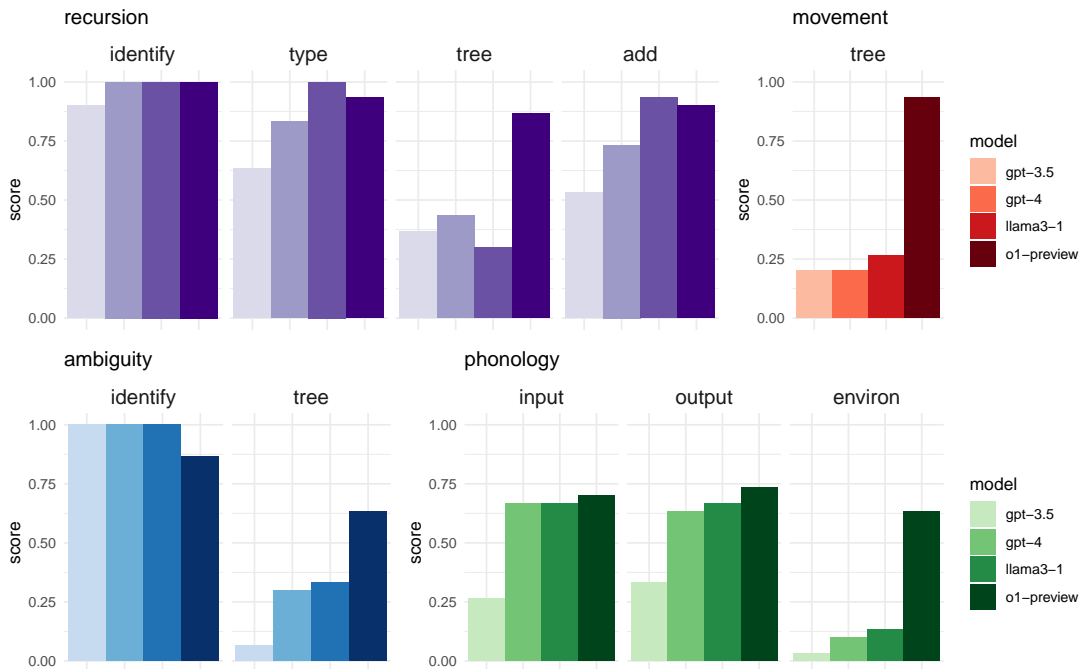 recursion
identify type tree add
1.00
0.75
0.50
0.25
0.00
score
movement
tree
1.00
0.75
0.50
0.25
0.00
score
model
gpt−3.5
gpt−4
llama3−1
o1−preview
ambiguity
identify tree
1.00
0.75
0.50
0.25
0.00
score
phonology
input output environ
1.00
0.75
0.50
0.25
0.00
score
model
gpt−3.5
gpt−4
llama3−1
o1−preview